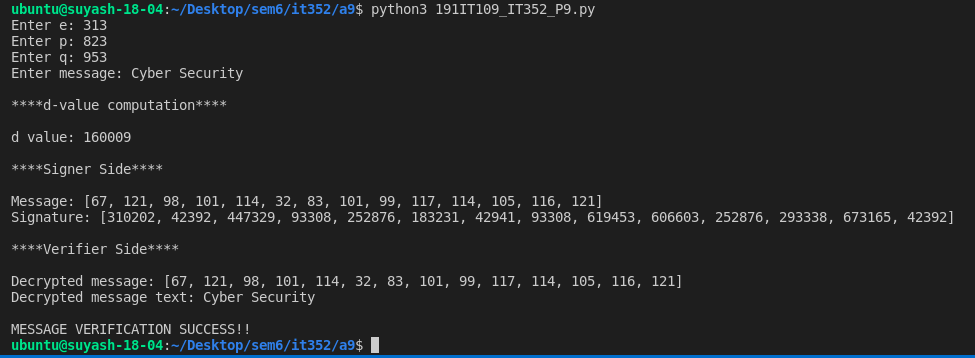 ubuntu@suyash-18-04:~/Desktop/sem6/it352/a9$ python3 191IT109_IT352_P9.py
Enter e: 313
Enter p: 823
Enter q: 953
Enter message: Cyber Security
****d-value computation****
d value: 160009
****Signer Side****
Message: [67, 121, 98, 101, 114, 32, 83, 101, 99, 117, 114, 105, 116, 121]
Signature: [310202, 42392, 447329, 93308, 252876, 183231, 42941, 93308, 619453, 606603, 252876, 293338, 673165, 42392]
****Verifier Side****
Decrypted message: [67, 121, 98, 101, 114, 32, 83, 101, 99, 117, 114, 105, 116, 121]
Decrypted message text: Cyber Security
MESSAGE VERIFICATION SUCCESS!!
ubuntu@suyash-18-04:~/Desktop/sem6/it352/a9$